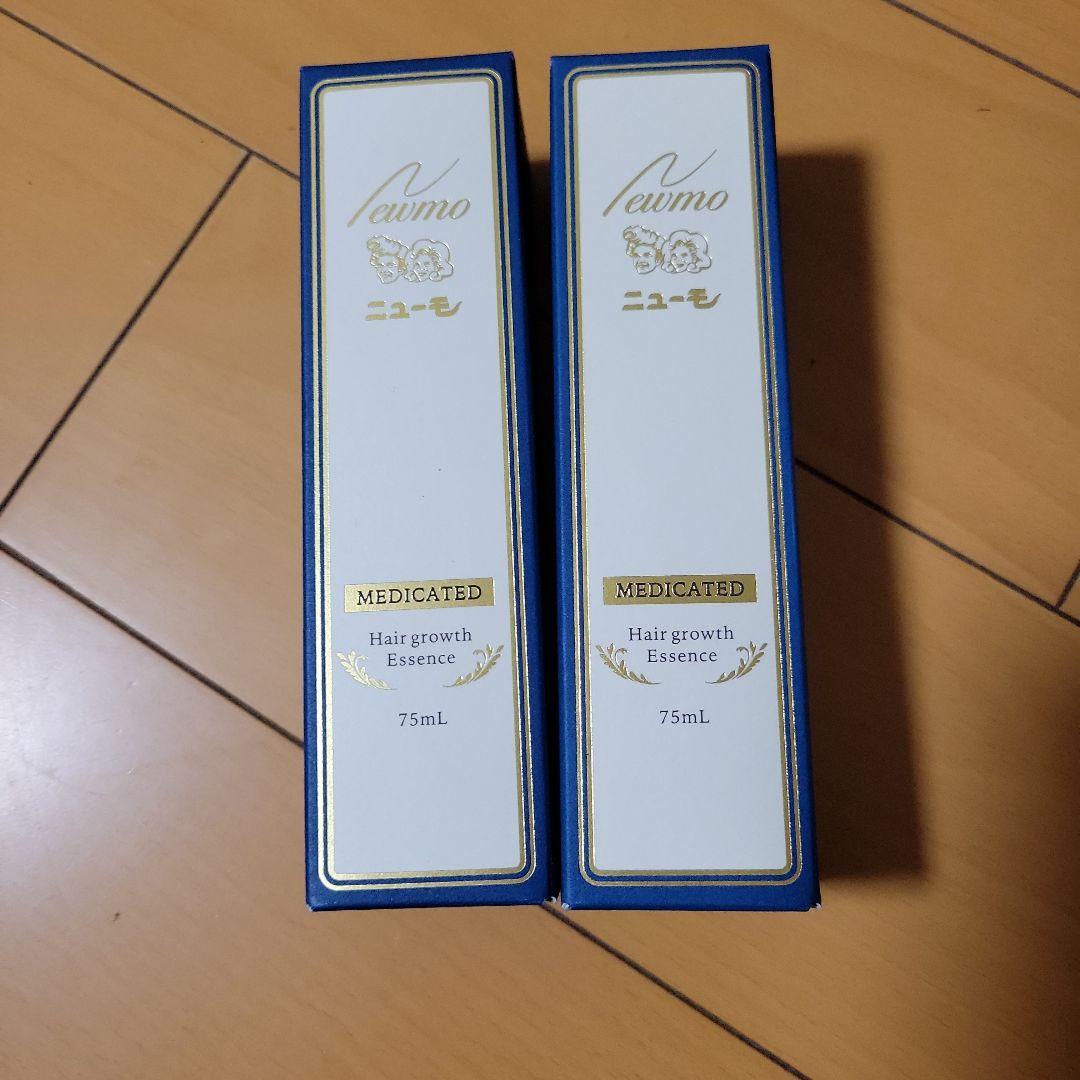 Newmo
ニューモ
MEDICATED
Hair growth
Essence
75mL
Newmo
ニューモ
MEDICATED
Hair growth
Essence
75mL